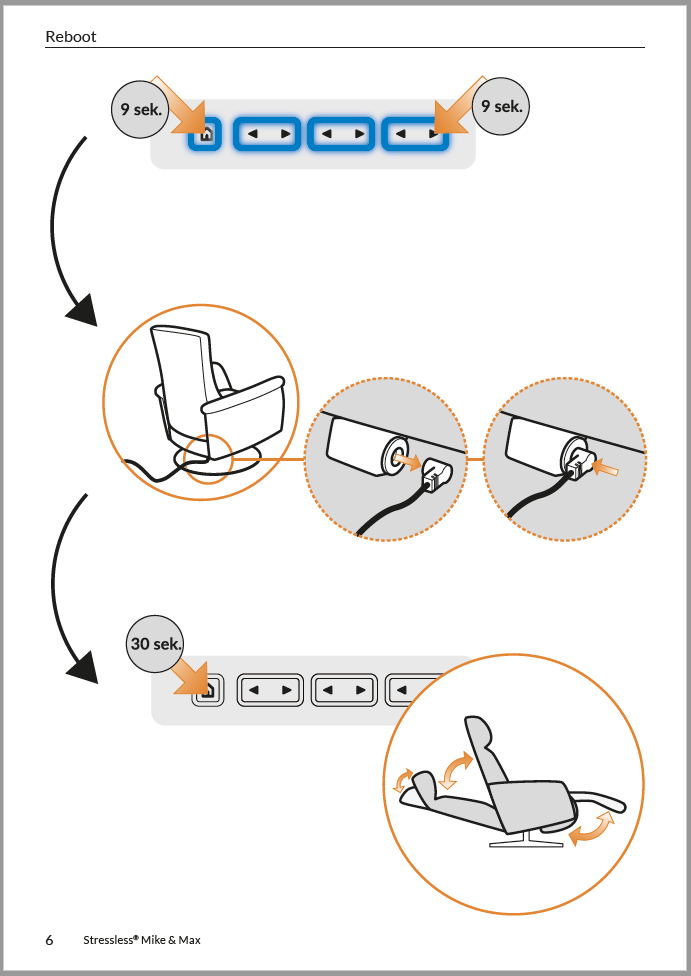 Reboot
9 sek.
9 sek.
30 sek.
6 Stressless® Mike & Max